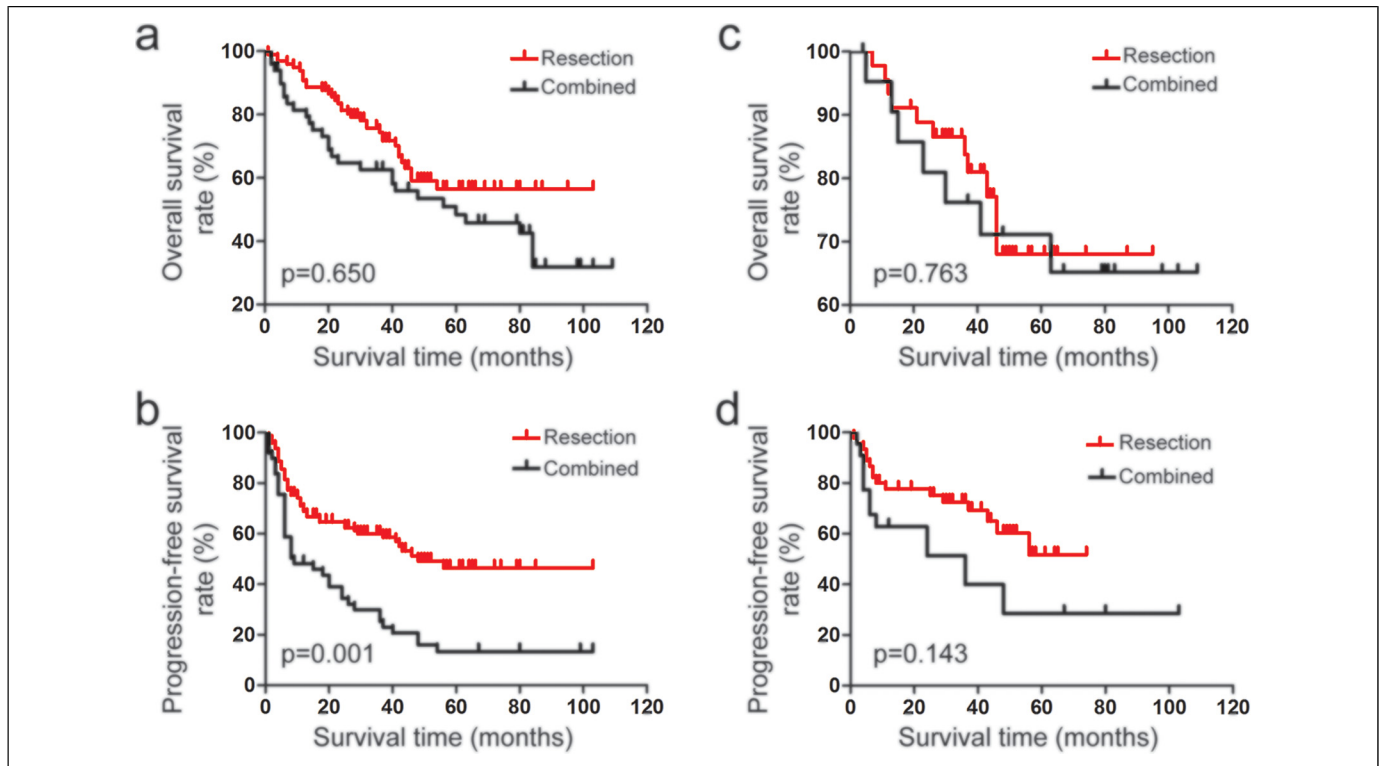 a
Overall survival
rate (%)
100
80
60
40
20
Resection
Combined
p=0.650
0 20 40 60 80 100 120
Survival time (months)
b
Progression-free survival
rate (%)
100
80
60
40
20
0
Resection
Combined
p=0.001
0 20 40 60 80 100 120
Survival time (months)
c
Overall survival
rate (%)
100
90
80
70
60
Resection
Combined
p=0.763
0 20 40 60 80 100 120
Survival time (months)
d
Progression-free survival
rate (%)
100
80
60
40
20
0
Resection
Combined
p=0.143
0 20 40 60 80 100 120
Survival time (months)